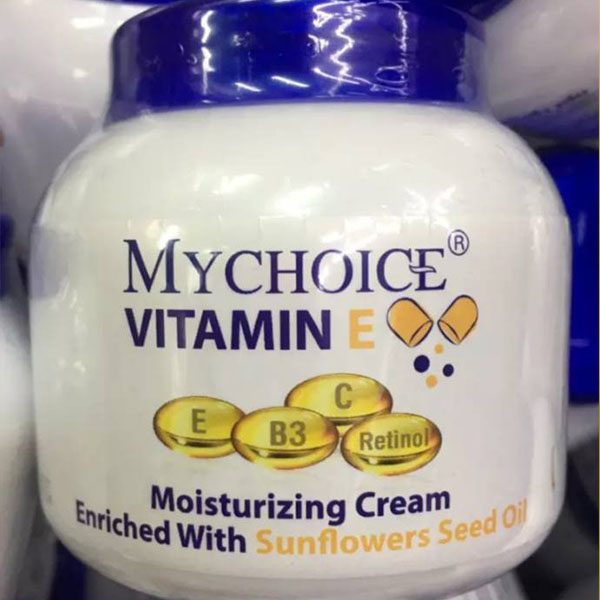 MYCHOICE®
VITAMIN E
C
E
B3
Retinol
Moisturizing Cream
Enriched With Sunflowers Seed Oil